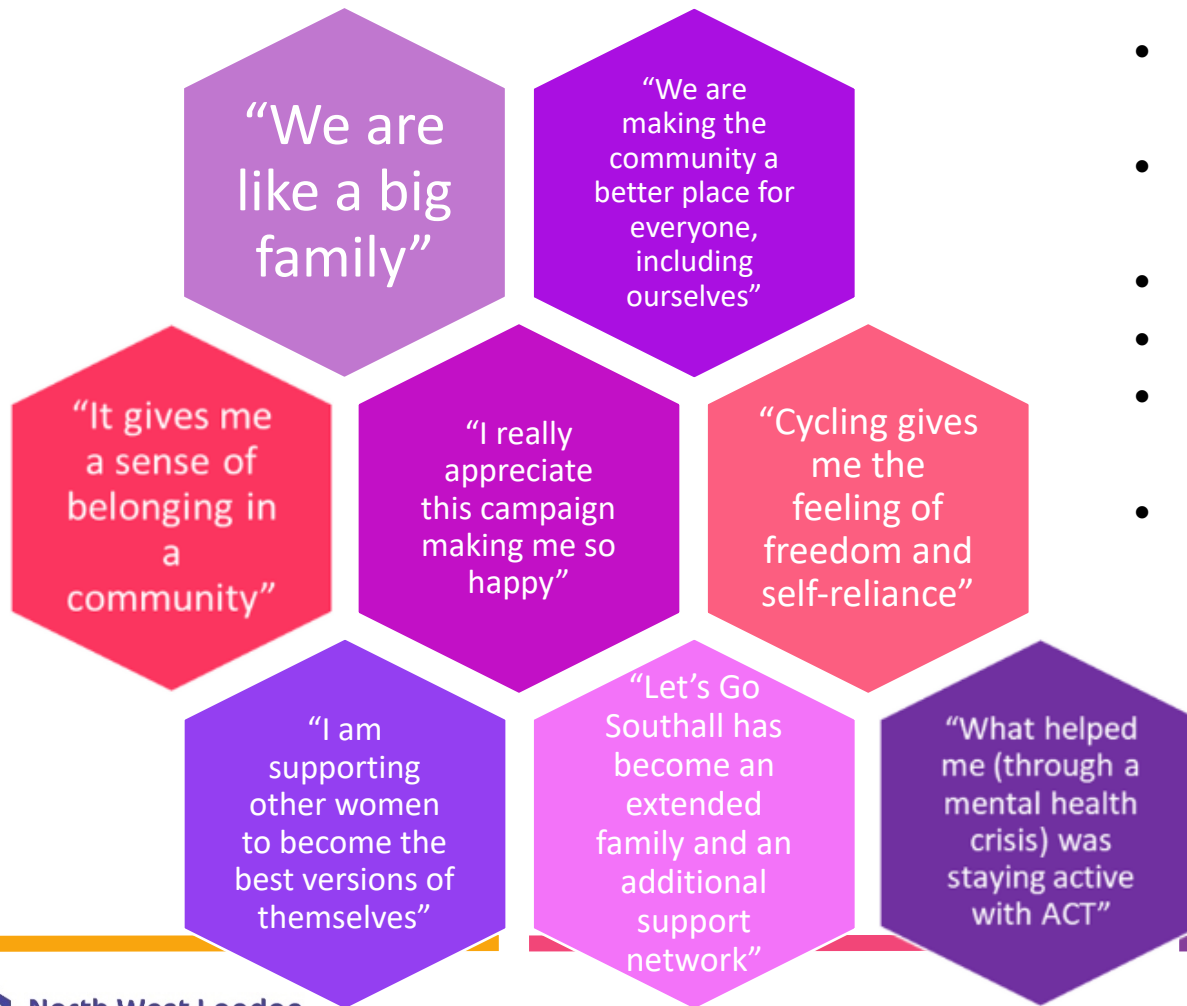 “We are
like a big
family”
“We are
making the
community a
better place for
everyone,
including
ourselves”
“It gives me
a sense of
belonging in
a
community”
“I really
appreciate
this campaign
making me so
happy”
“Cycling gives
me the
feeling of
freedom and
self-reliance”
“I am
supporting
other women
to become the
best versions of
themselves”
“Let’s Go
Southall has
become an
extended
family and an
additional
support
network”
“What helped
me (through a
mental health
crisis) was
staying active
with ACT”
North West London